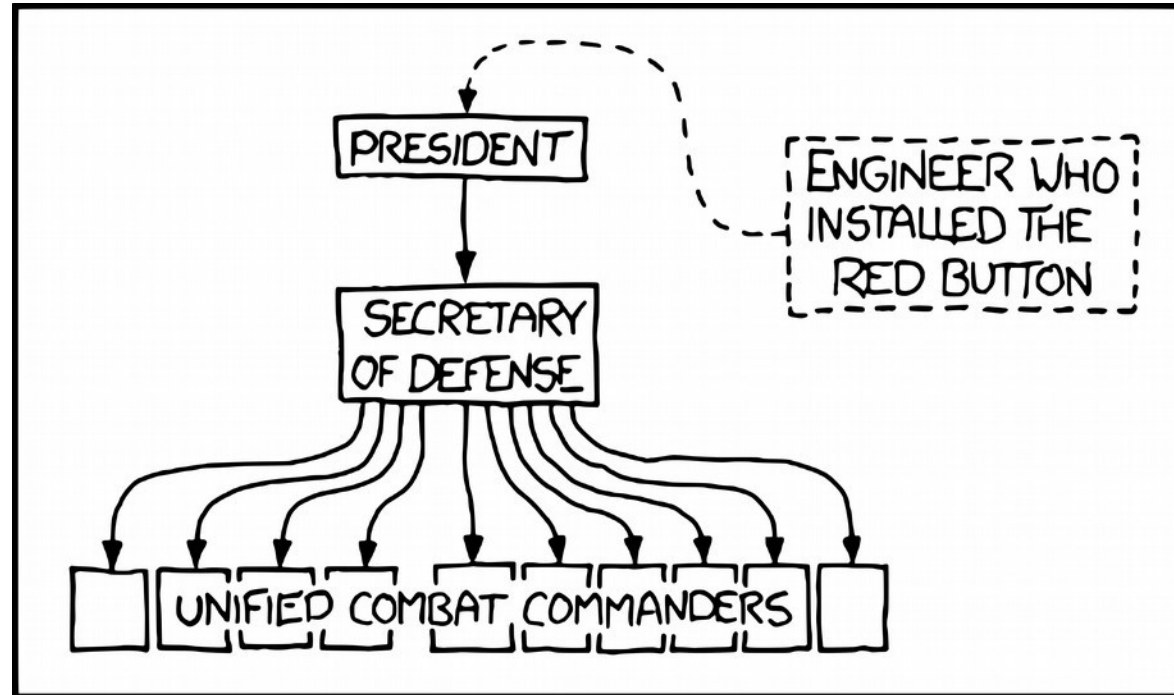 PRESIDENT
ENGINEER WHO
INSTALLED THE
RED BUTTON
SECRETARY
OF DEFENSE
UNIFIED COMBAT COMMANDERS